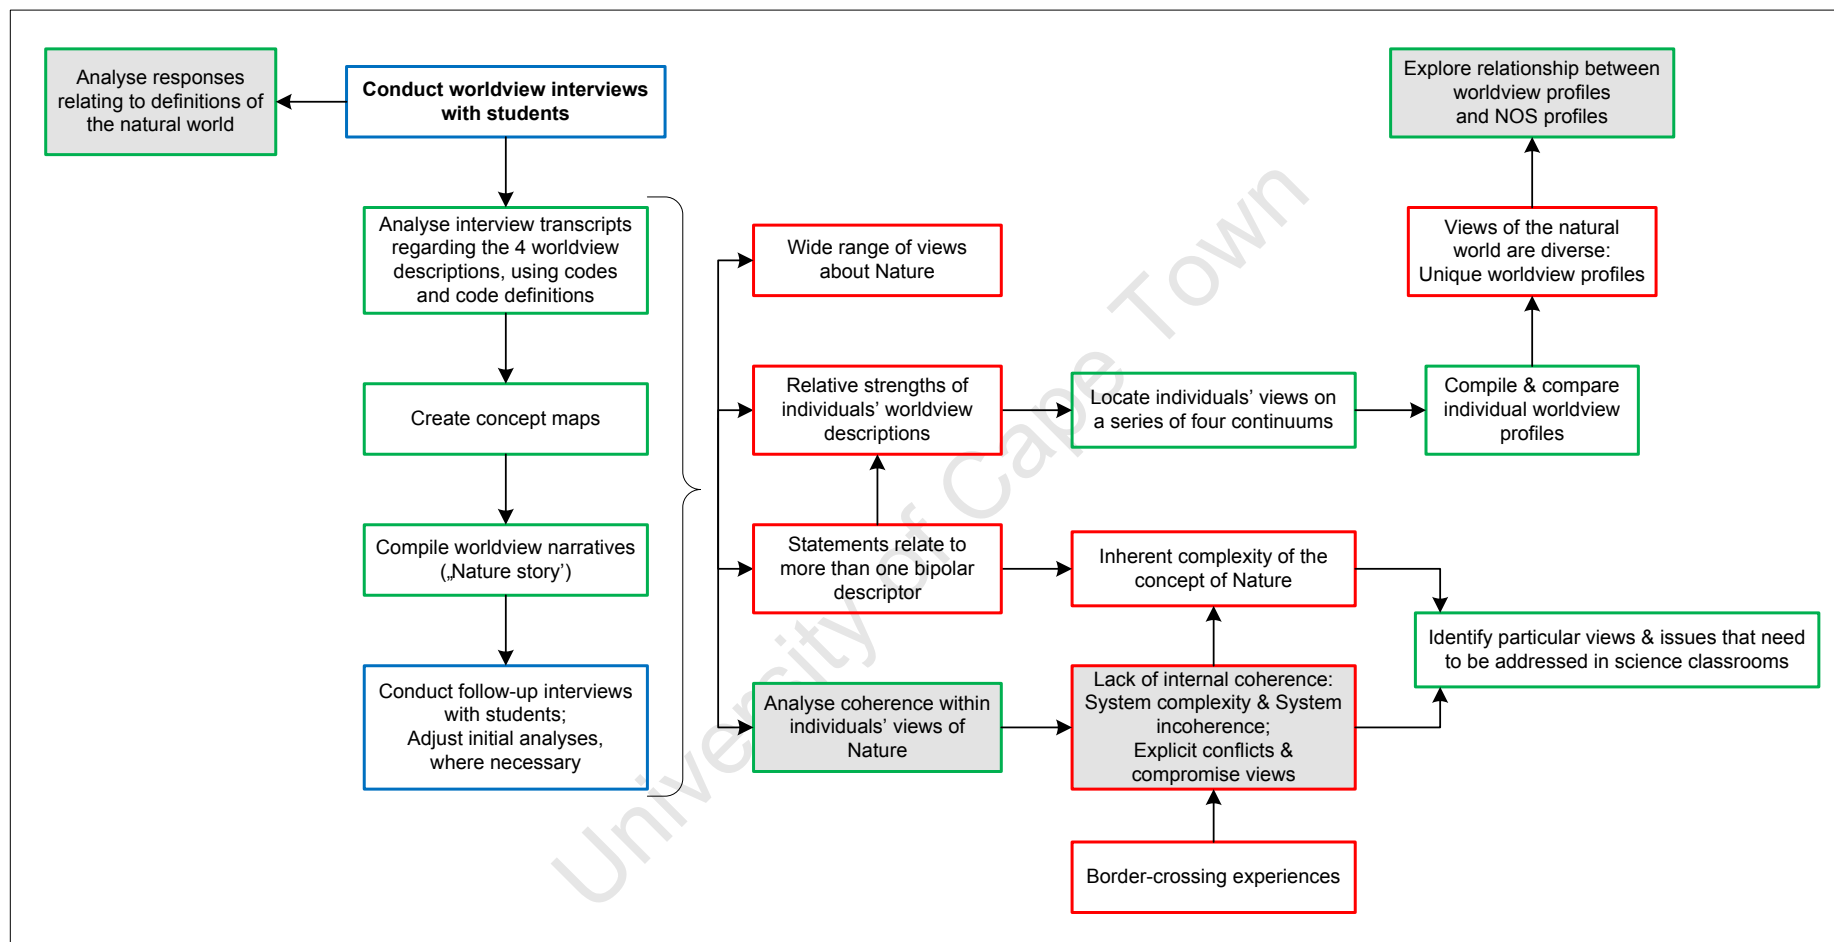 Analyse responses
relating to definitions of
the natural world
Conduct worldview interviews
with students
Analyse interview transcripts
regarding the 4 worldview
descriptions, using codes
and code definitions
Create concept maps
Compile worldview narratives
(„Nature story’)
Conduct follow-up interviews
with students;
Adjust initial analyses,
where necessary
Wide range of views
about Nature
Relative strengths of
individuals’ worldview
descriptions
Statements relate to
more than one bipolar
descriptor
Analyse coherence within
individuals’ views of
Nature
Locate individuals’ views on
a series of four continuums
Inherent complexity of the
concept of Nature
Lack of internal coherence:
System complexity & System
incoherence;
Explicit conflicts &
compromise views
Border-crossing experiences
Explore relationship between
worldview profiles
and NOS profiles
Views of the natural
world are diverse:
Unique worldview profiles
Compile & compare
individual worldview
profiles
Identify particular views & issues that need
to be addressed in science classrooms
University of Cape Town